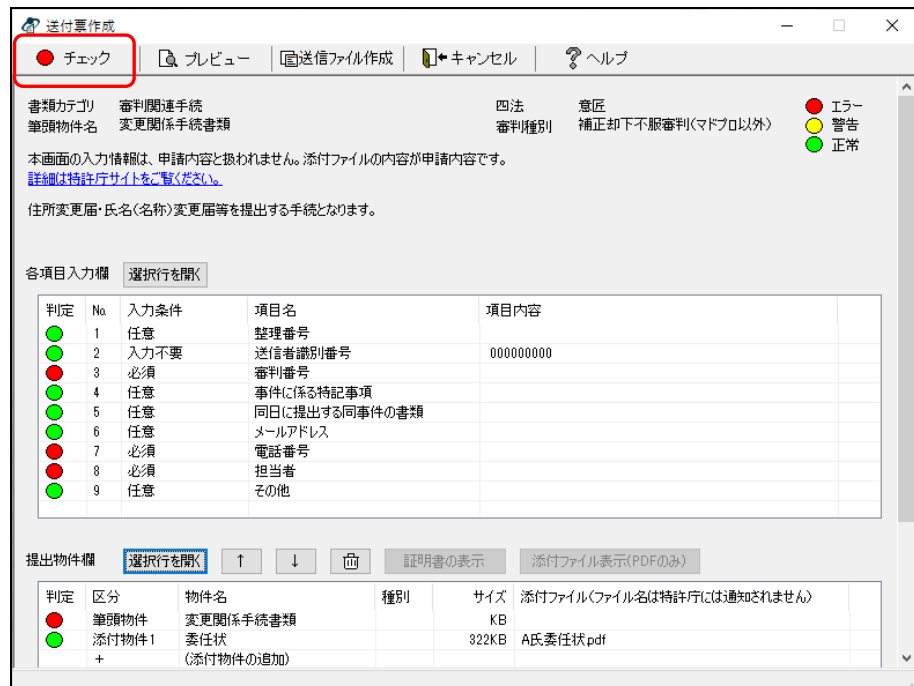 送付票作成
チェック プレビュー 送信ファイル作成 キャンセル ヘルプ
書類カテゴリ 審判関連手続 四法 意匠 エラー
筆頭物件名 変更関係手続書類 審判種別 補正却下不服審判(マドプロ以外) 警告
正常
本画面の入力情報は、申請内容と扱われません。添付ファイルの内容が申請内容です。
詳細は特許庁サイトをご覧ください。
住所変更届・氏名(名称)変更届等を提出する手続となります。
各項目入力欄 選択行を開く
判定 No. 入力条件 項目名 項目内容
1 任意 整理番号
2 入力不要 送信者識別番号 000000000
3 必須 審判番号
4 任意 事件に係る特記事項
5 任意 同日に提出する同事件の書類
6 任意 メールアドレス
7 必須 電話番号
8 必須 担当者
9 任意 その他
提出物件欄 選択行を開く ↑ ↓ 証明書の表示 添付ファイル表示(PDFのみ)
判定 区分 物件名 種別 サイズ 添付ファイル(ファイル名は特許庁には通知されません)
筆頭物件 変更関係手続書類 KB
添付物件1 委任状 322KB A氏委任状.pdf
+ (添付物件の追加)